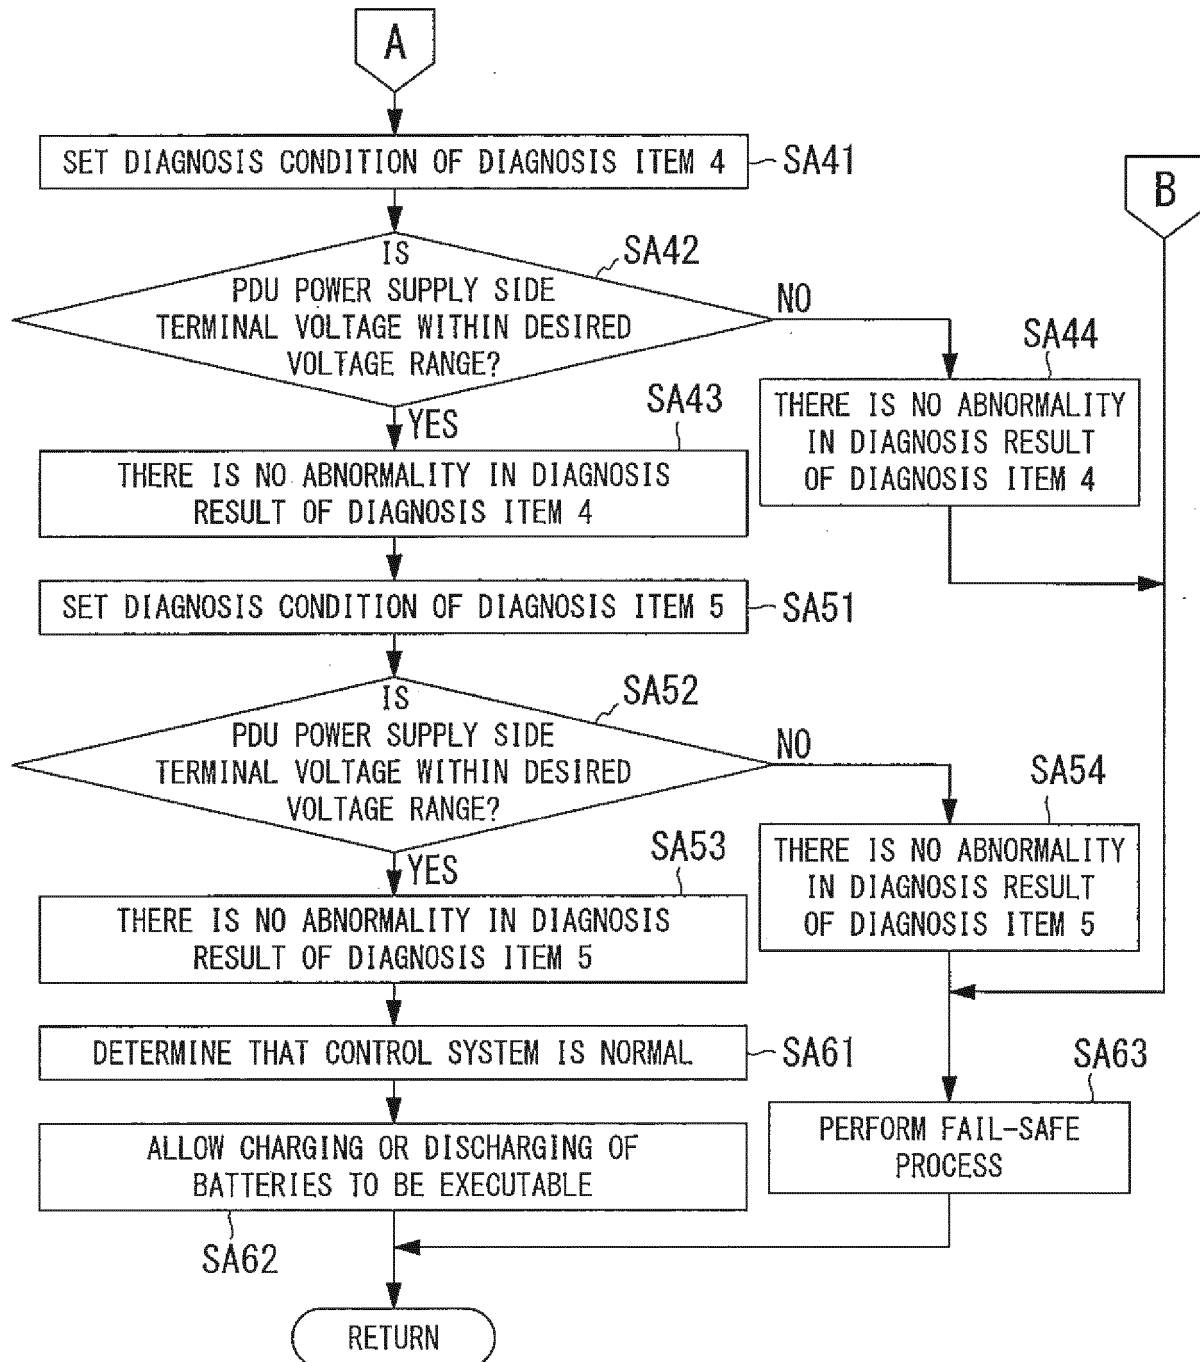 A
SET DIAGNOSIS CONDITION OF DIAGNOSIS ITEM 4
SA41
B
IS
PDU POWER SUPPLY SIDE
TERMINAL VOLTAGE WITHIN DESIRED
VOLTAGE RANGE?
SA42
NO
YES
SA43
THERE IS NO ABNORMALITY IN DIAGNOSIS
RESULT OF DIAGNOSIS ITEM 4
SA44
THERE IS NO ABNORMALITY
IN DIAGNOSIS RESULT
OF DIAGNOSIS ITEM 4
SET DIAGNOSIS CONDITION OF DIAGNOSIS ITEM 5
SA51
IS
PDU POWER SUPPLY SIDE
TERMINAL VOLTAGE WITHIN DESIRED
VOLTAGE RANGE?
SA52
NO
YES
SA53
THERE IS NO ABNORMALITY IN DIAGNOSIS
RESULT OF DIAGNOSIS ITEM 5
SA54
THERE IS NO ABNORMALITY
IN DIAGNOSIS RESULT
OF DIAGNOSIS ITEM 5
DETERMINE THAT CONTROL SYSTEM IS NORMAL
SA61
ALLOW CHARGING OR DISCHARGING OF
BATTERIES TO BE EXECUTABLE
SA62
SA63
PERFORM FAIL-SAFE
PROCESS
RETURN